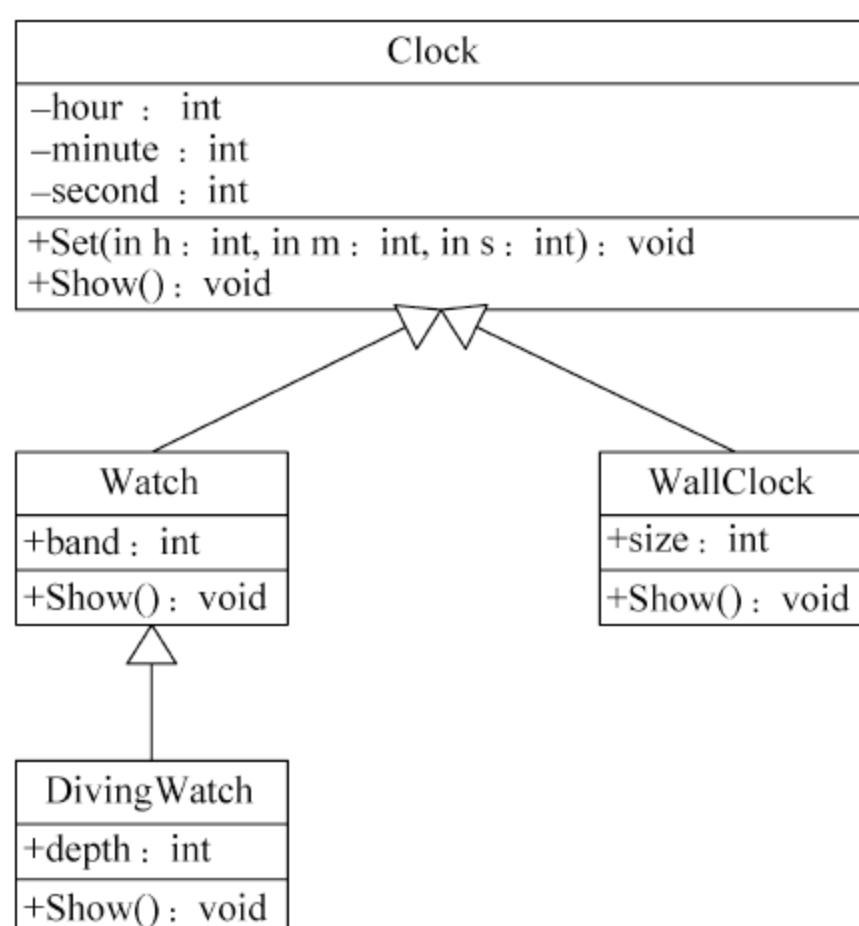 Clock
–hour： int
–minute：int
–second：int
+Set(in h：int, in m：int, in s：int)：void
+Show()：void
Watch
+band：int
+Show()：void
WallClock
+size：int
+Show()：void
DivingWatch
+depth：int
+Show()：void